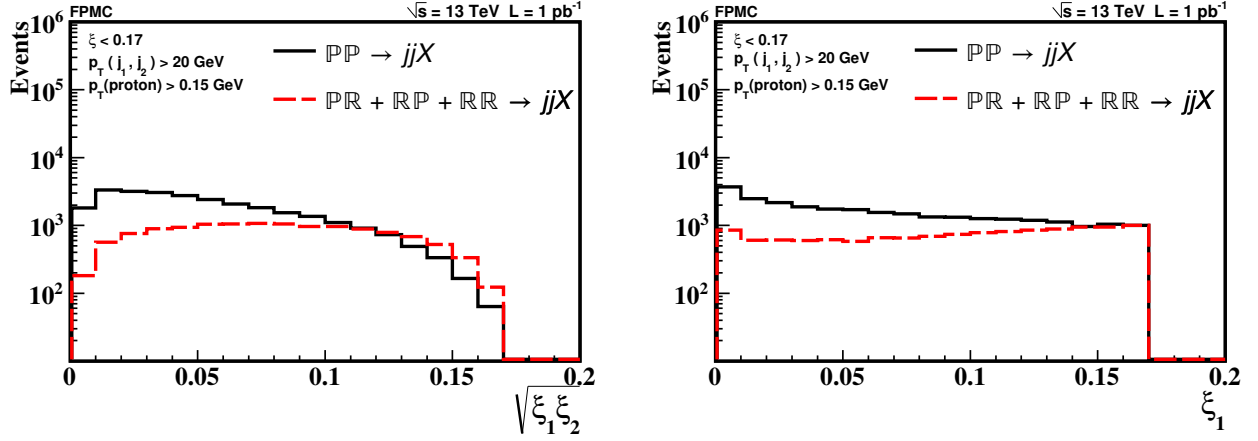 FPMC √s = 13 TeV L = 1 pb⁻¹
Events
10⁶
10⁵
10⁴
10³
10²
ξ < 0.17
p_T ( j₁, j₂ ) > 20 GeV
p_T(proton) > 0.15 GeV
ℙℙ → jjX
ℙℝ + ℝℙ + ℝℝ → jjX
0 0.05 0.1 0.15 0.2
√ξ₁ξ₂
FPMC √s = 13 TeV L = 1 pb⁻¹
Events
10⁶
10⁵
10⁴
10³
10²
ξ < 0.17
p_T ( j₁, j₂ ) > 20 GeV
p_T(proton) > 0.15 GeV
ℙℙ → jjX
ℙℝ + ℝℙ + ℝℝ → jjX
0 0.05 0.1 0.15 0.2
ξ₁